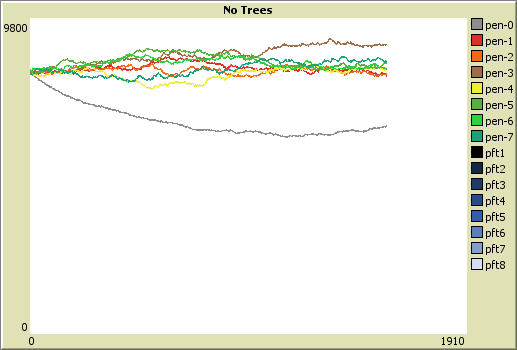 No Trees
9800
0
0
1910
pen-0
pen-1
pen-2
pen-3
pen-4
pen-5
pen-6
pen-7
pft1
pft2
pft3
pft4
pft5
pft6
pft7
pft8